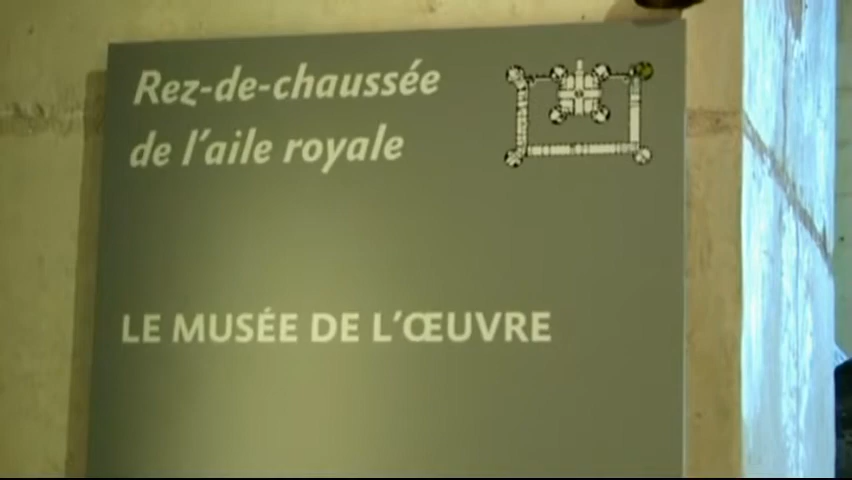 Rez-de-chaussée
de l'aile royale
LE MUSÉE DE L'ŒUVRE